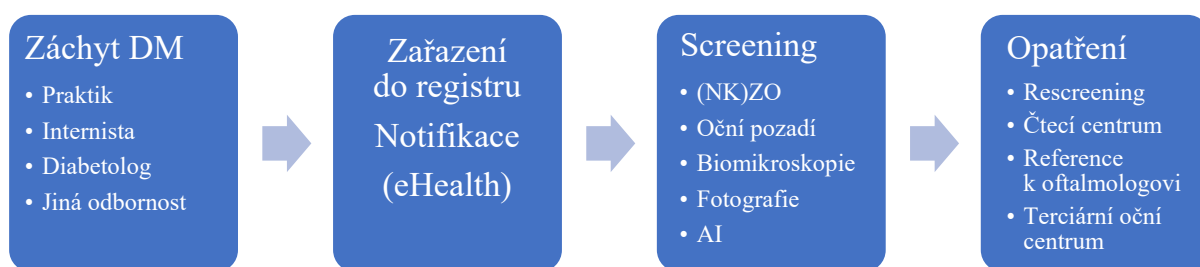 Záchyt DM
• Praktik
• Internista
• Diabetolog
• Jiná odbornost
Zařazení
do registru
Notifikace
(eHealth)
Screening
• (NK)ZO
• Oční pozadí
• Biomikroskopie
• Fotografie
• AI
Opatření
• Rescreening
• Čtecí centrum
• Reference
k oftalmologovi
• Terciární oční
centrum